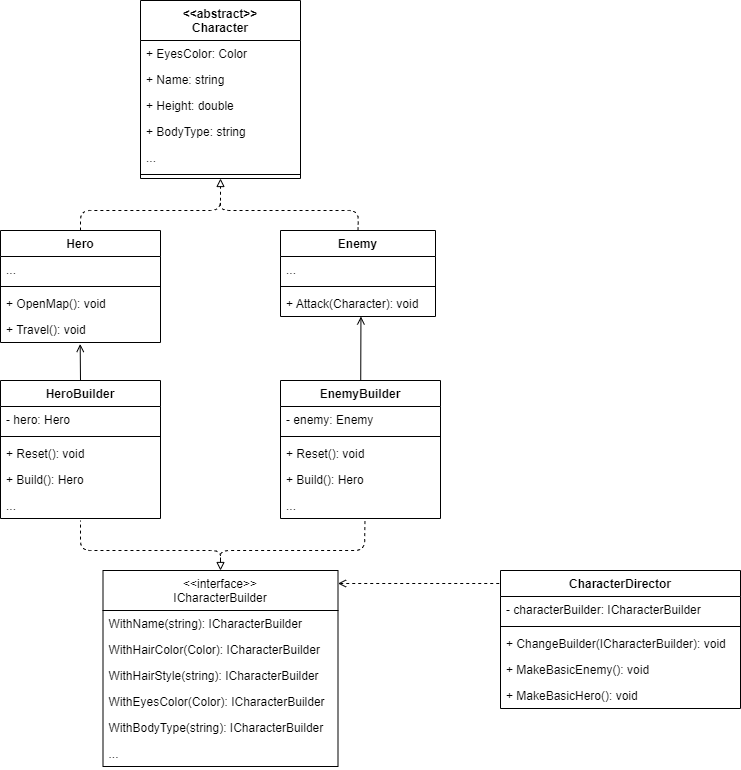 <<abstract>>
Character
+ EyesColor: Color
+ Name: string
+ Height: double
+ BodyType: string
...
Hero
...
+ OpenMap(): void
+ Travel(): void
Enemy
...
+ Attack(Character): void
HeroBuilder
- hero: Hero
+ Reset(): void
+ Build(): Hero
...
EnemyBuilder
- enemy: Enemy
+ Reset(): void
+ Build(): Hero
...
<<interface>>
ICharacterBuilder
WithName(string): ICharacterBuilder
WithHairColor(Color): ICharacterBuilder
WithHairStyle(string): ICharacterBuilder
WithEyesColor(Color): ICharacterBuilder
WithBodyType(string): ICharacterBuilder
...
CharacterDirector
- characterBuilder: ICharacterBuilder
+ ChangeBuilder(ICharacterBuilder): void
+ MakeBasicEnemy(): void
+ MakeBasicHero(): void